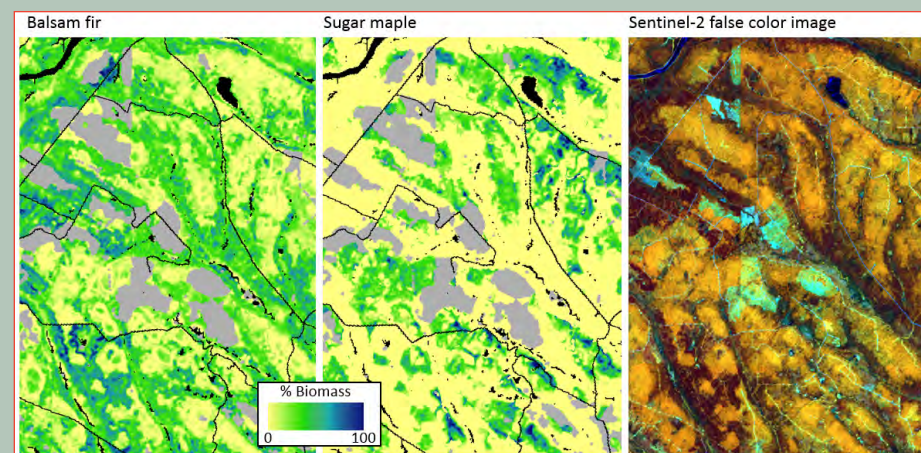 Balsam fir
Sugar maple
Sentinel-2 false color image
% Biomass
0
100